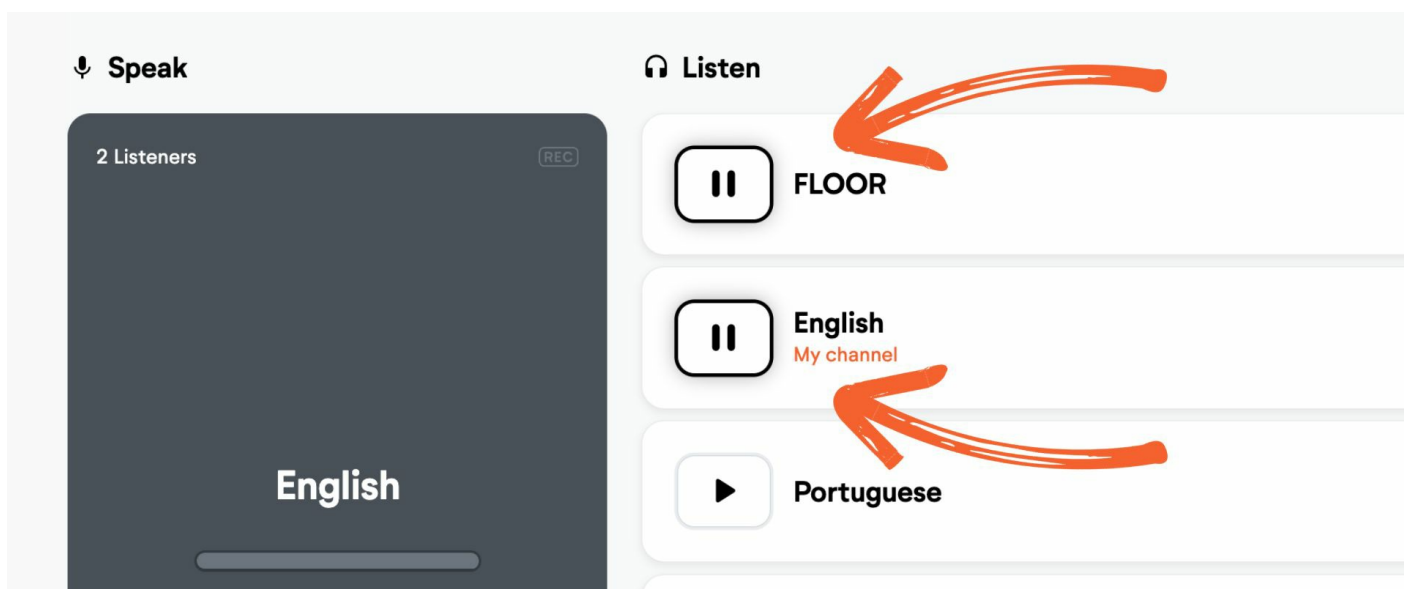 Speak
2 Listeners
REC
English
Listen
FLOOR
English
My channel
Portuguese